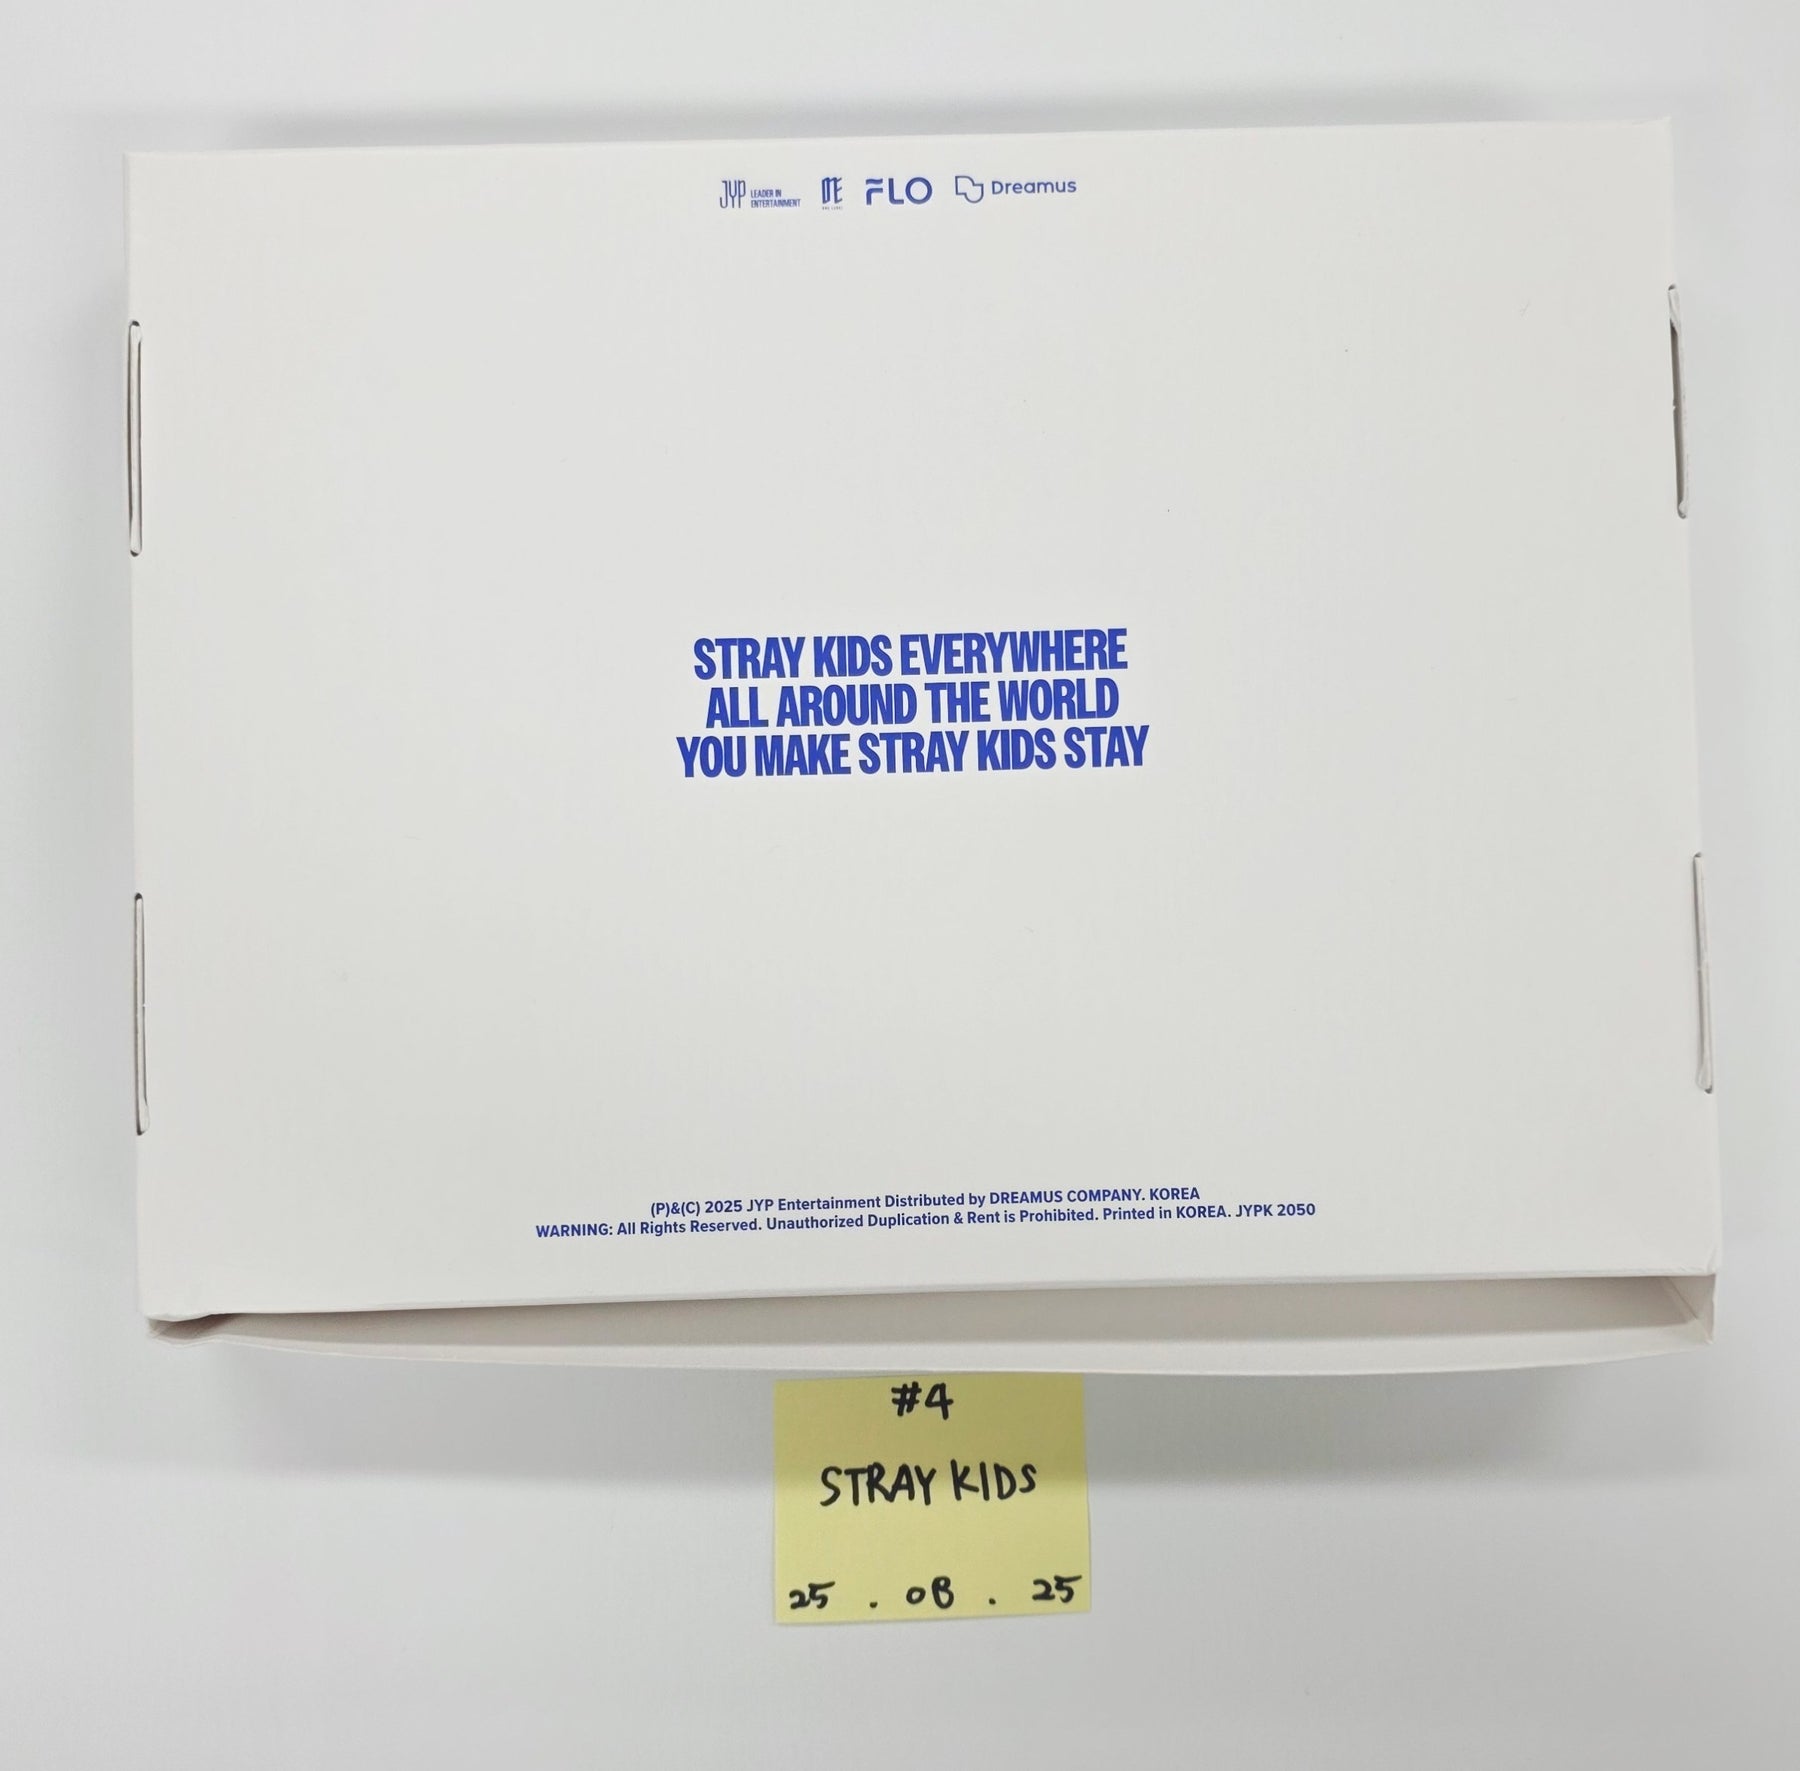 JYP LEADER IN
ENTERTAINMENT
FLO
Dreamus
STRAY KIDS EVERYWHERE
ALL AROUND THE WORLD
YOU MAKE STRAY KIDS STAY
(P)&(C) 2025 JYP Entertainment Distributed by DREAMUS COMPANY. KOREA
WARNING: All Rights Reserved. Unauthorized Duplication & Rent is Prohibited. Printed in KOREA. JYPK 2050
#4
STRAY KIDS
25 . 08 . 25